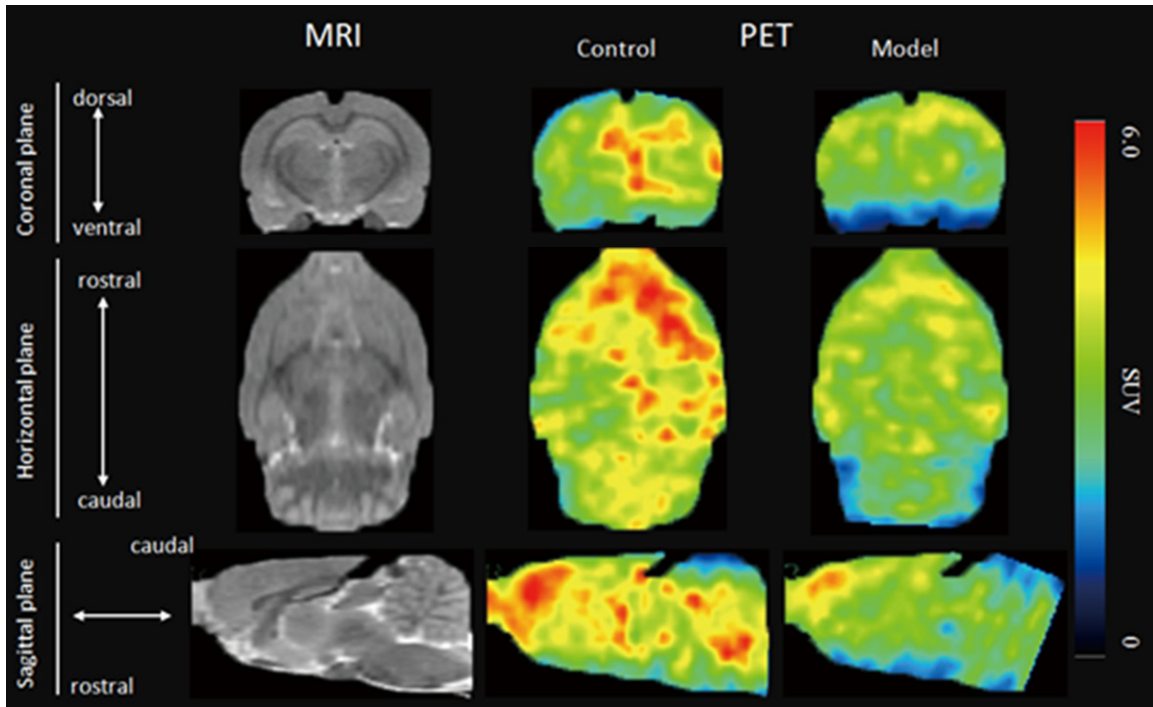 MRI
PET
Control
Model
Coronal plane
dorsal
ventral
Horizontal plane
rostral
caudal
Sagittal plane
caudal
rostral
6.0
SUV
0